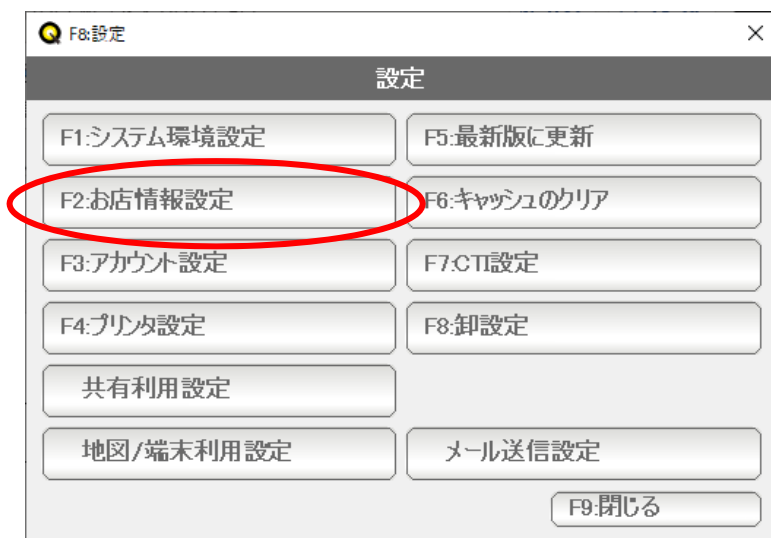 F8:設定
設定
F1:システム環境設定
F5:最新版に更新
F2:お店情報設定
F6:キャッシュのクリア
F3:アカウント設定
F7:CTI設定
F4:プリンタ設定
F8:卸設定
共有利用設定
地図/端末利用設定
メール送信設定
F9:閉じる